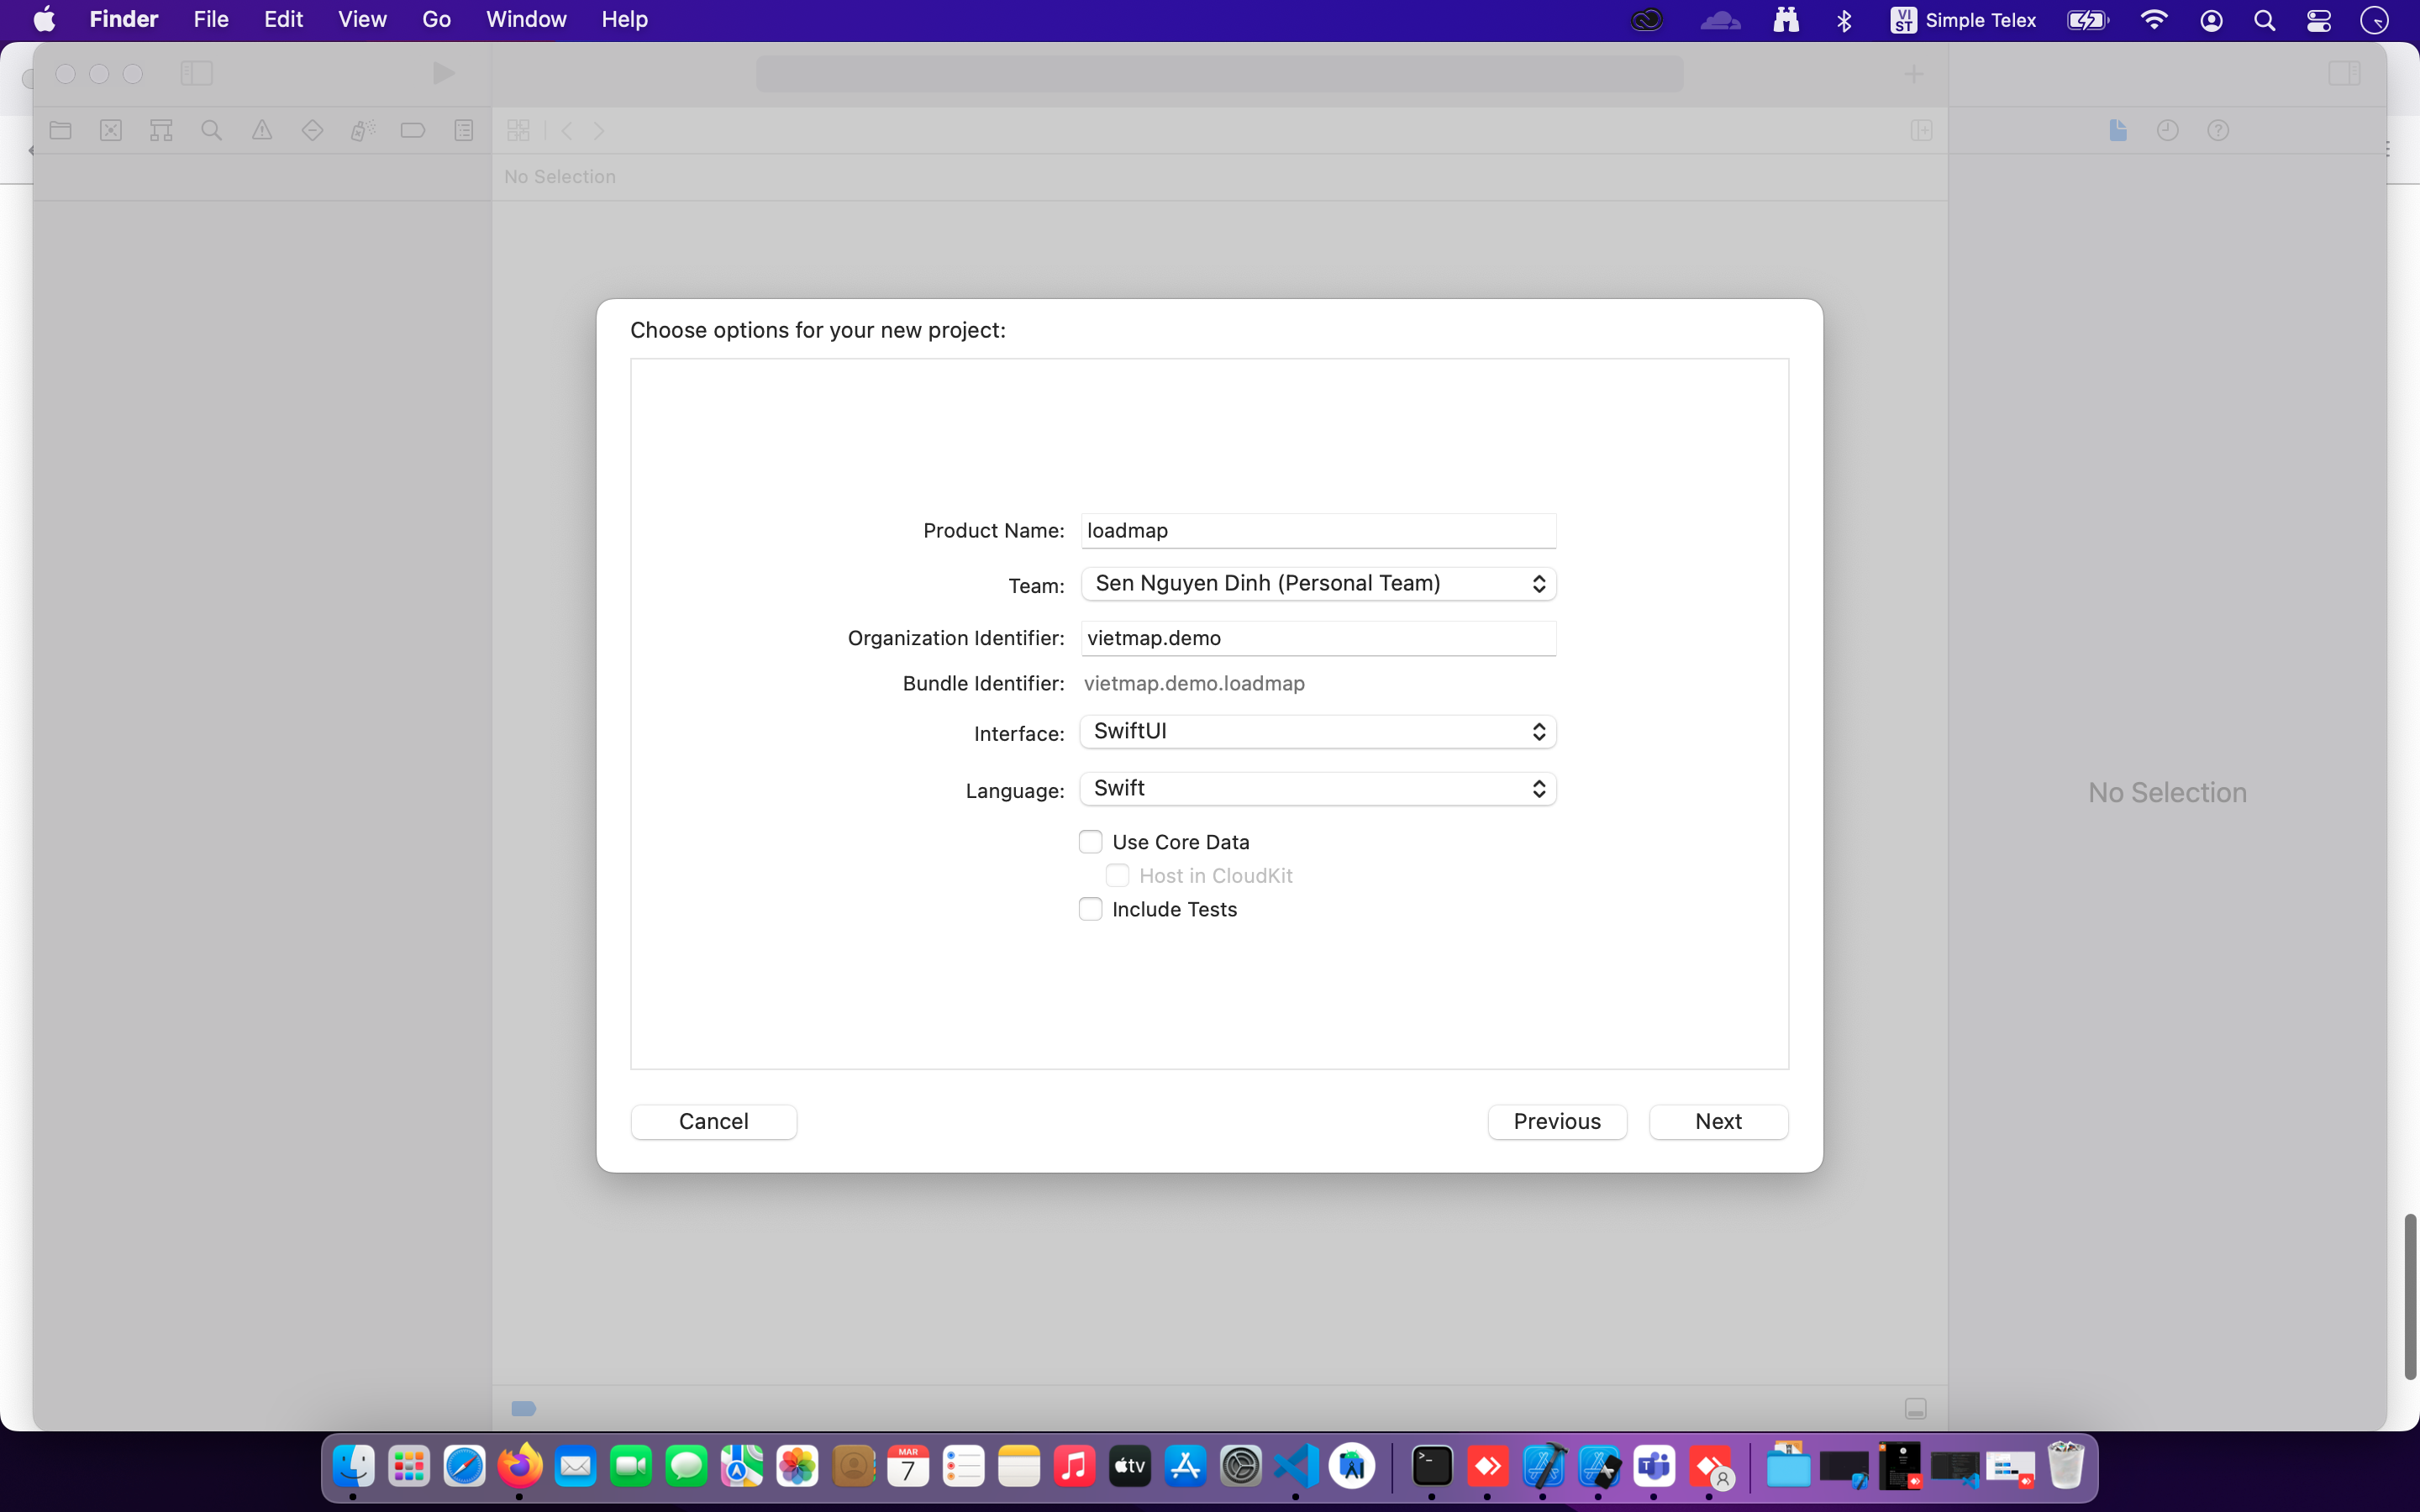 Finder File Edit View Go Window Help VI ST Simple Telex
No Selection
Choose options for your new project:
Product Name: loadmap
Team: Sen Nguyen Dinh (Personal Team)
Organization Identifier: vietmap.demo
Bundle Identifier: vietmap.demo.loadmap
Interface: SwiftUI
Language: Swift
No Selection
Use Core Data
Host in CloudKit
Include Tests
Cancel Previous Next
MAR
7
tv